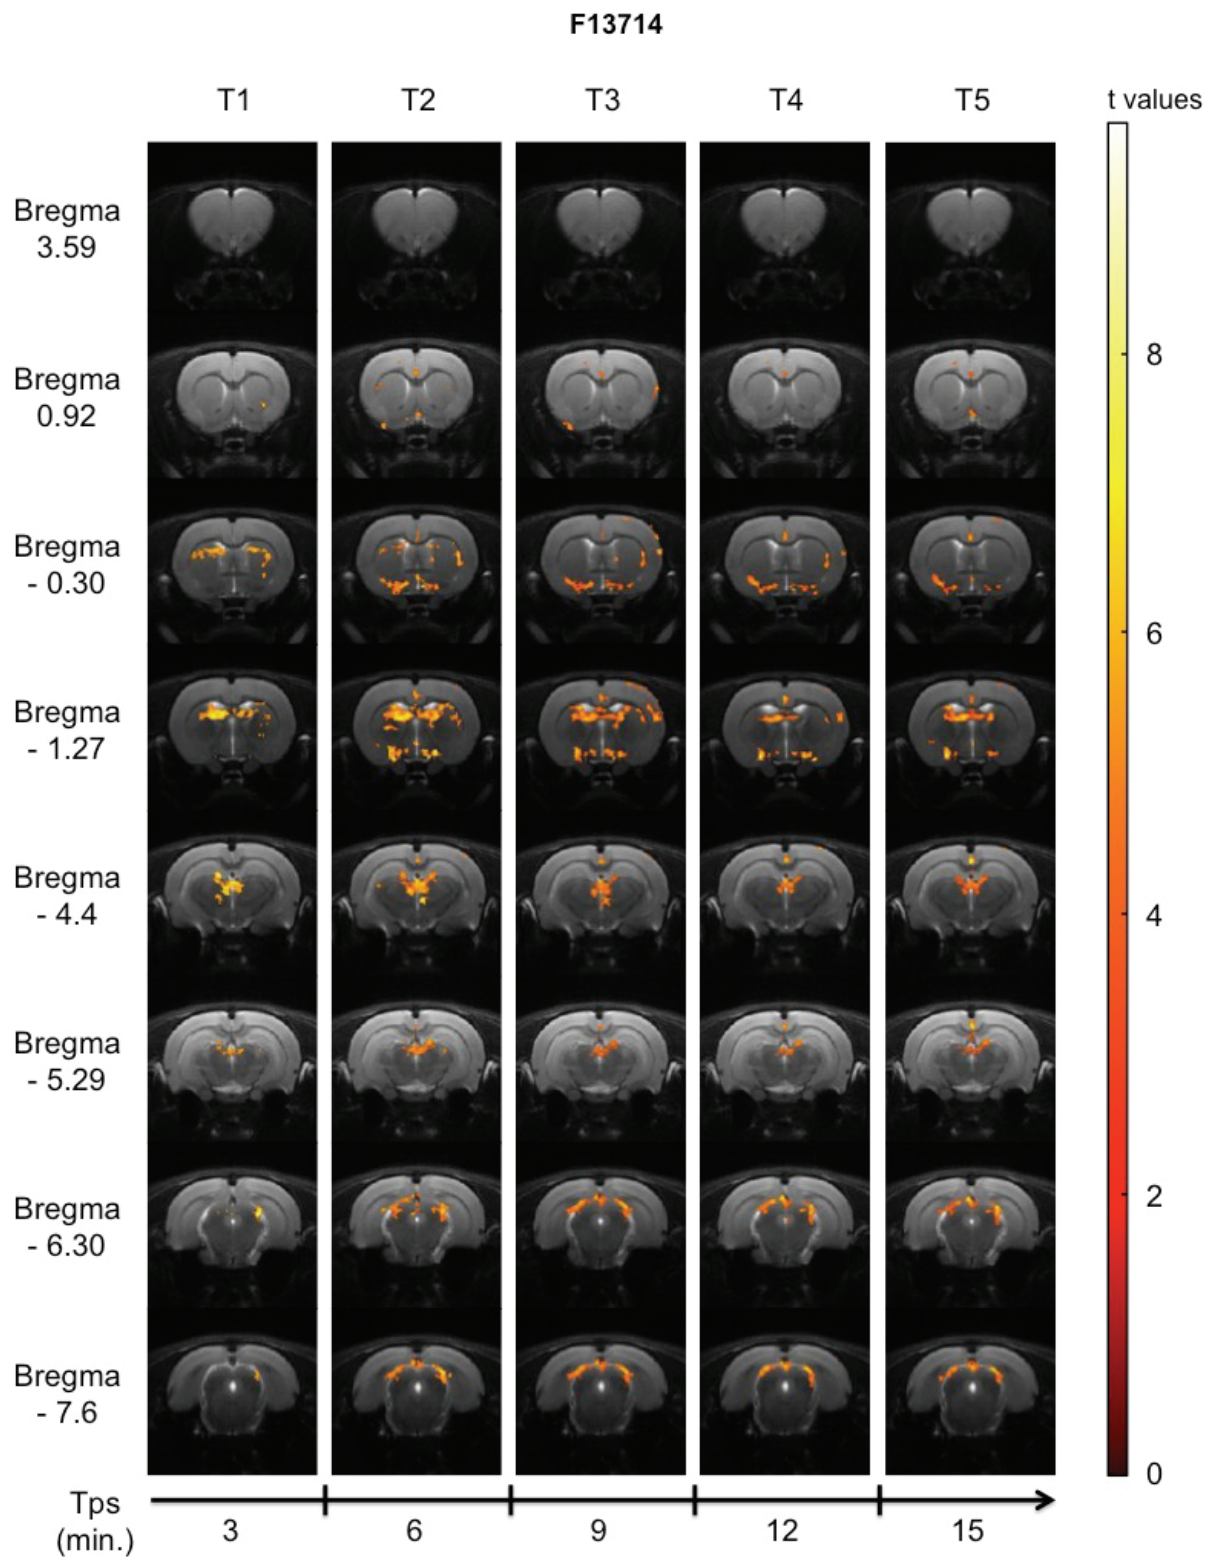 F13714
T1 T2 T3 T4 T5 t values
Bregma
3.59
Bregma
0.92
Bregma
- 0.30
Bregma
- 1.27
Bregma
- 4.4
Bregma
- 5.29
Bregma
- 6.30
Bregma
- 7.6
8
6
4
2
0
Tps
(min.)
3 6 9 12 15